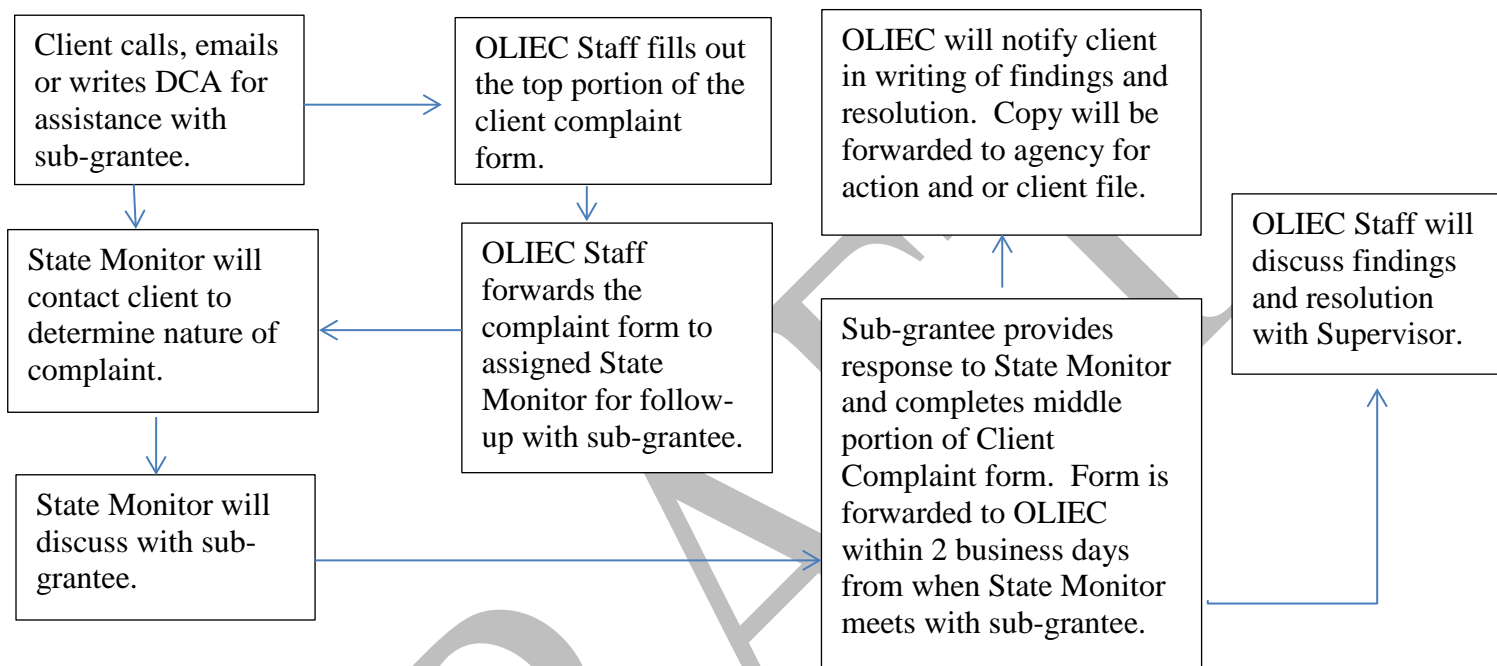 Client calls, emails
or writes DCA for
assistance with
sub-grantee.
OLIEC Staff fills out
the top portion of the
client complaint
form.
OLIEC will notify client
in writing of findings and
resolution.  Copy will be
forwarded to agency for
action and or client file.
OLIEC Staff will
discuss findings
and resolution
with Supervisor.
State Monitor will
contact client to
determine nature of
complaint.
OLIEC Staff
forwards the
complaint form to
assigned State
Monitor for follow-
up with sub-grantee.
Sub-grantee provides
response to State Monitor
and completes middle
portion of Client
Complaint form.  Form is
forwarded to OLIEC
within 2 business days
from when State Monitor
meets with sub-grantee.
State Monitor will
discuss with sub-
grantee.